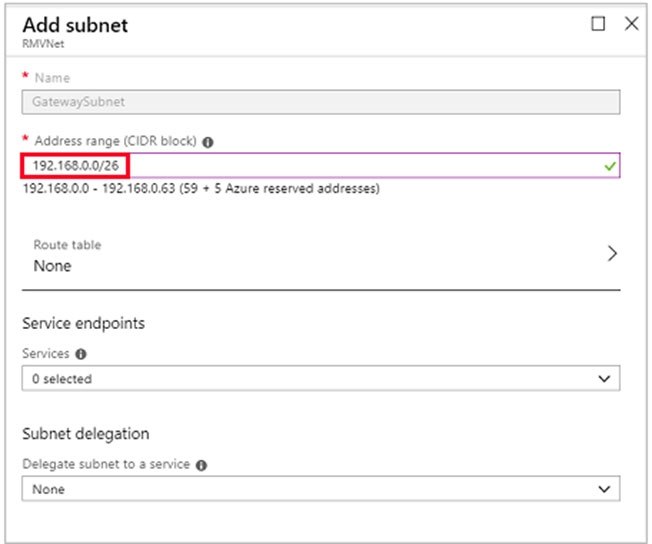 Add subnet
RMVNet
* Name
GatewaySubnet
* Address range (CIDR block)
192.168.0.0/26
192.168.0.0 - 192.168.0.63 (59 + 5 Azure reserved addresses)
Route table
None
Service endpoints
Services
0 selected
Subnet delegation
Delegate subnet to a service
None